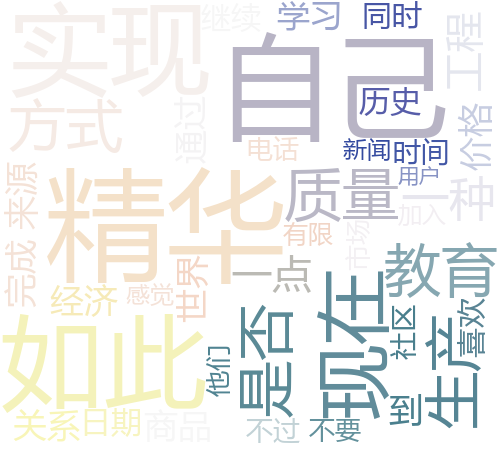 实现
继续
学习
同时
自己
工程
历史
方式
通过
价格
电话
新闻
时间
用户
来源
精华
质量
一种
加入
有限
市场
完成
世界
一点
教育
感觉
经济
如此
他们
是否
现在
社区
生产
喜欢
到
关系
日期
商品
不过
不要